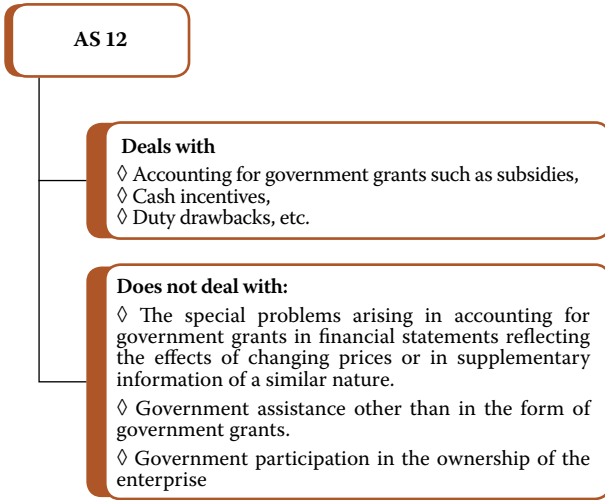 AS 12
Deals with
◊ Accounting for government grants such as subsidies,
◊ Cash incentives,
◊ Duty drawbacks, etc.
Does not deal with:
◊ The special problems arising in accounting for
government grants in financial statements reflecting
the effects of changing prices or in supplementary
information of a similar nature.
◊ Government assistance other than in the form of
government grants.
◊ Government participation in the ownership of the
enterprise